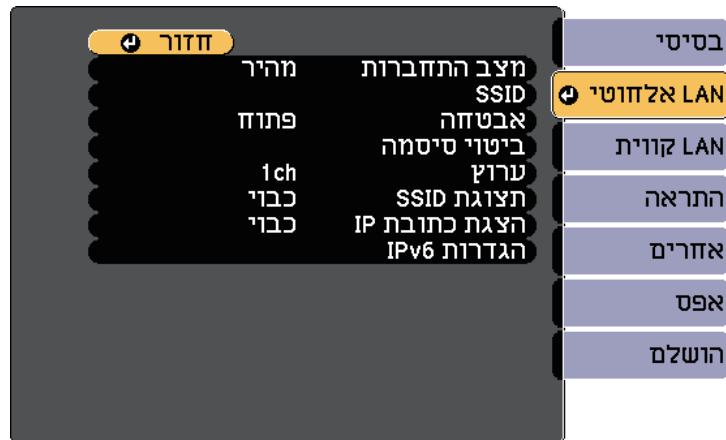 בסיסי
LAN אלחוטי
LAN קווית
התראה
אחרים
אפס
הושלם
חזור
מצב התחברות מהיר
SSID
אבטחה פתוח
ביטוי סיסמה
ערוץ 1ch
תצוגת SSID כבוי
הצגת כתובת IP כבוי
הגדרות IPv6